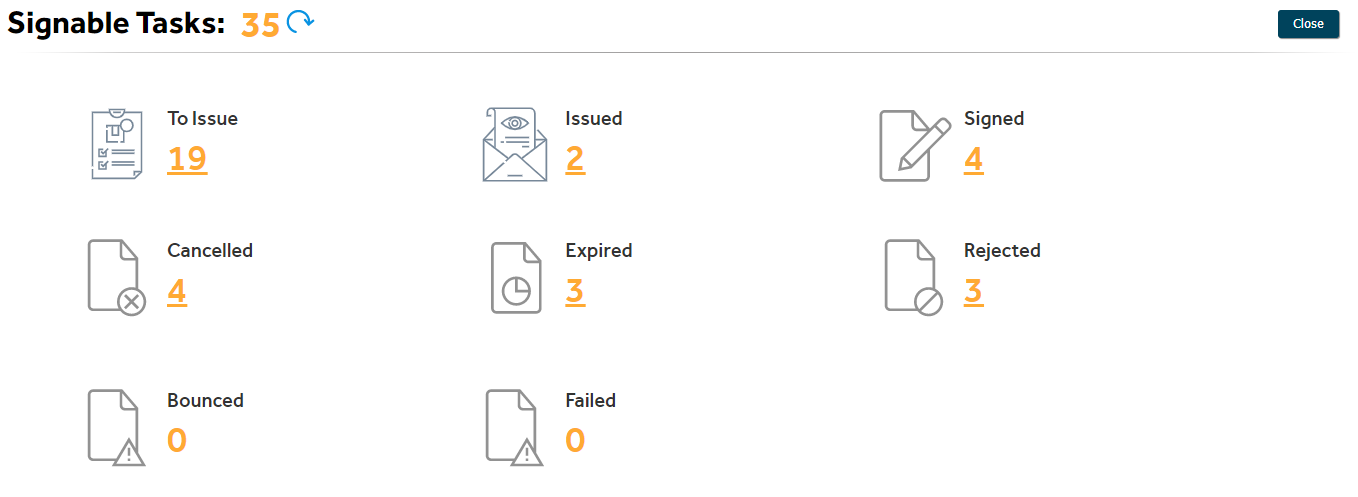 Signable Tasks: 35
Close
To Issue
19
Issued
2
Signed
4
Cancelled
4
Expired
3
Rejected
3
Bounced
0
Failed
0